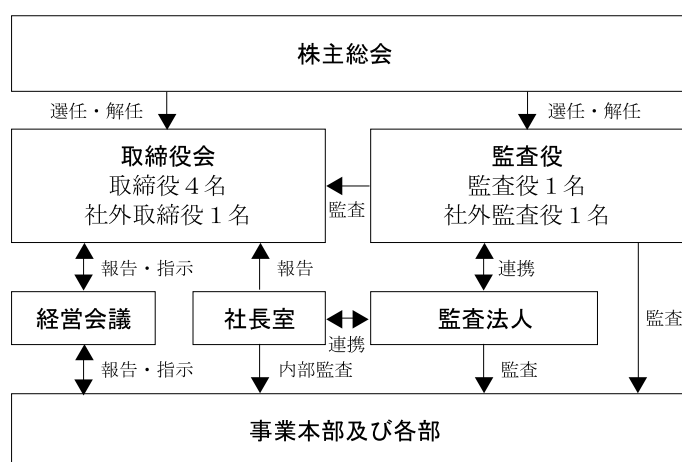 株主総会
選任・解任
選任・解任
取締役会
取締役４名
社外取締役１名
監査
監査役
監査役１名
社外監査役１名
報告・指示
報告
連携
経営会議
社長室
連携
監査法人
監査
報告・指示
内部監査
監査
事業本部及び各部